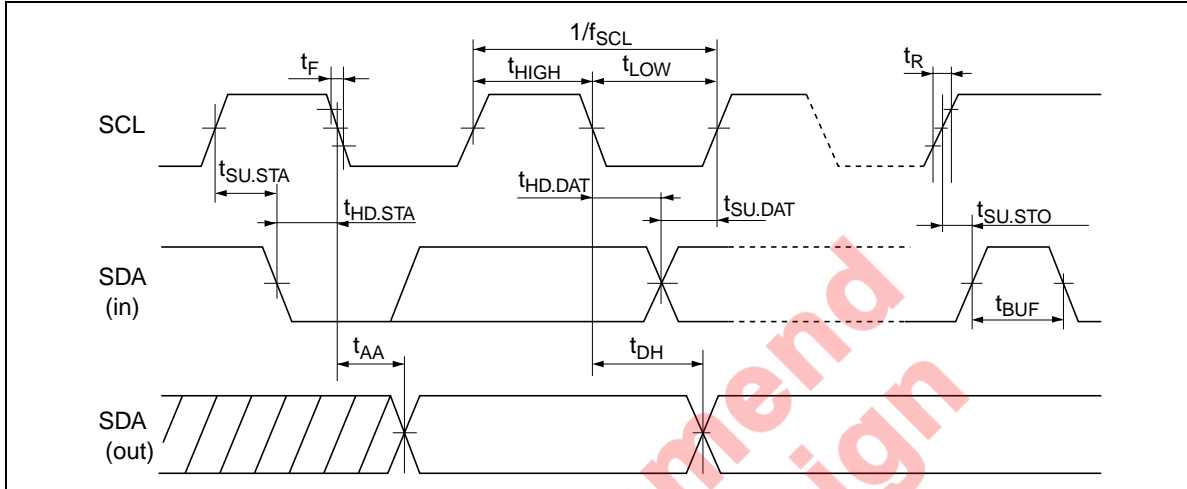 1/fSCL
tF
tHIGH
tLOW
tR
SCL
tSU.STA
tHD.STA
tHD.DAT
tSU.DAT
tSU.STO
SDA
(in)
tBUF
tAA
tDH
SDA
(out)
mend
ign